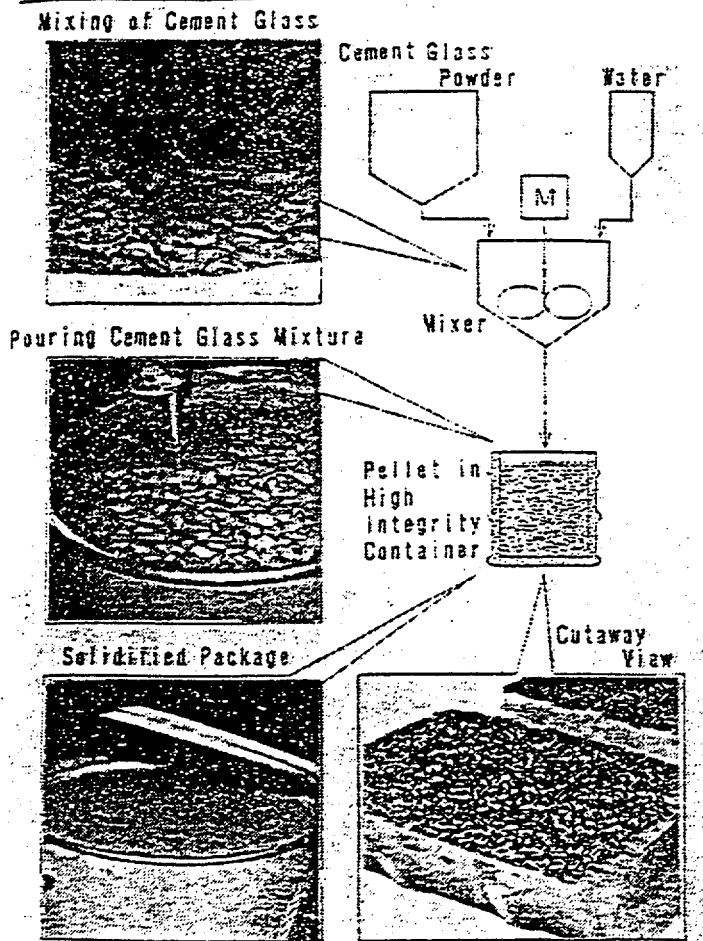 Mixing of Cement Glass
Cement Glass
Powder
Water
M
Mixer
Pouring Cement Glass Mixture
Pellet in
High
Integrity
Container
Solidified Package
Cutaway
View